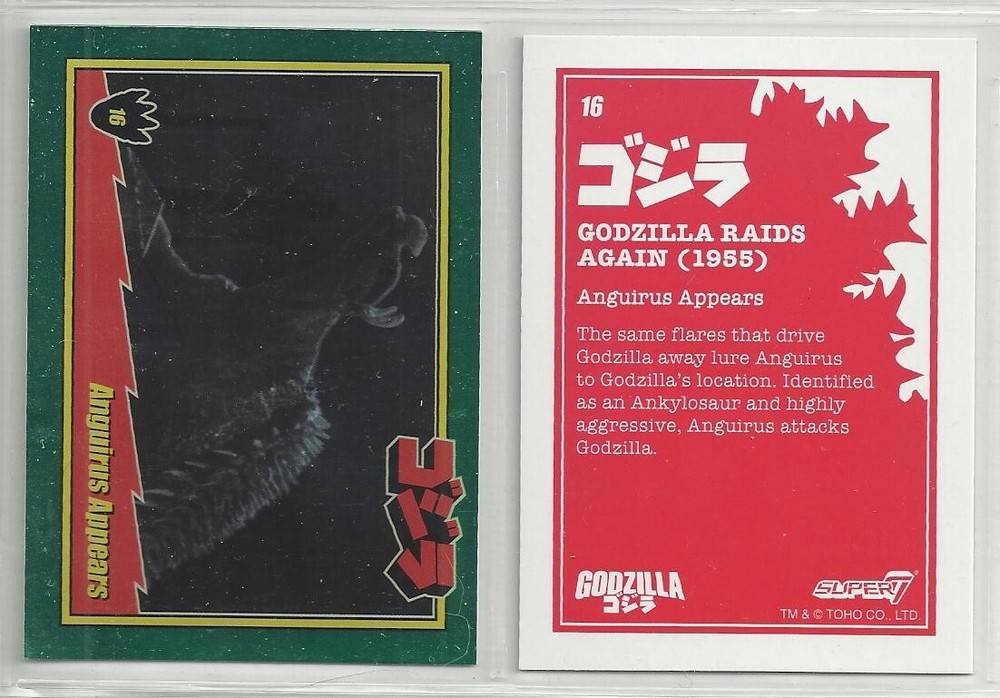 16
Anguirus Appears
ゴジラ
16
ゴジラ
GODZILLA RAIDS
AGAIN (1955)
Anguirus Appears
The same flares that drive
Godzilla away lure Anguirus
to Godzilla's location. Identified
as an Ankylosaur and highly
aggressive, Anguirus attacks
Godzilla.
GODZILLA
ゴジラ
SUPER7®
TM & © TOHO CO., LTD.